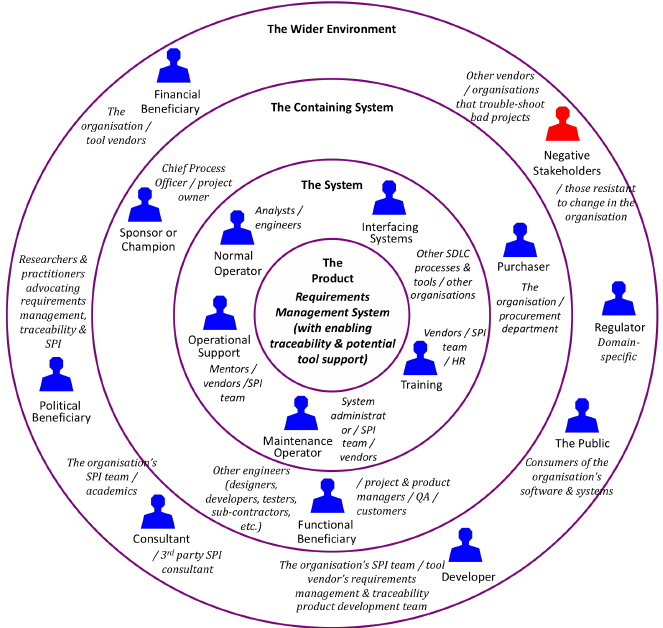 The Wider Environment
Financial
Beneficiary
The
organisation /
tool vendors
Other vendors
/ organisations
that trouble-shoot
bad projects
Negative
Stakeholders
/ those resistant
to change in the
organisation
The Containing System
Chief Process
Officer / project
owner
Sponsor or
Champion
The System
Analysts /
engineers
Normal
Operator
Interfacing
Systems
Other SDLC
processes &
tools / other
organisations
Purchaser
The
organisation /
procurement
department
Regulator
Domain-
specific
Researchers &
practitioners
advocating
requirements
management,
traceability &
SPI
Political
Beneficiary
The
Product
Requirements
Management System
(with enabling
traceability & potential
tool support)
Operational
Support
Mentors /
vendors /SPI
team
Vendors / SPI
team
/ HR
Training
Maintenance
Operator
System
administrat
or / SPI
team /
vendors
The Public
Consumers of the
organisation's
software & systems
The organisation's
SPI team /
academics
Consultant
/ 3rd party SPI
consultant
Other engineers
(designers,
developers, testers,
sub-contractors,
etc.)
Functional
Beneficiary
/ project & product
managers / QA /
customers
The organisation's SPI team / tool
vendor's requirements
management & traceability
product development team
Developer